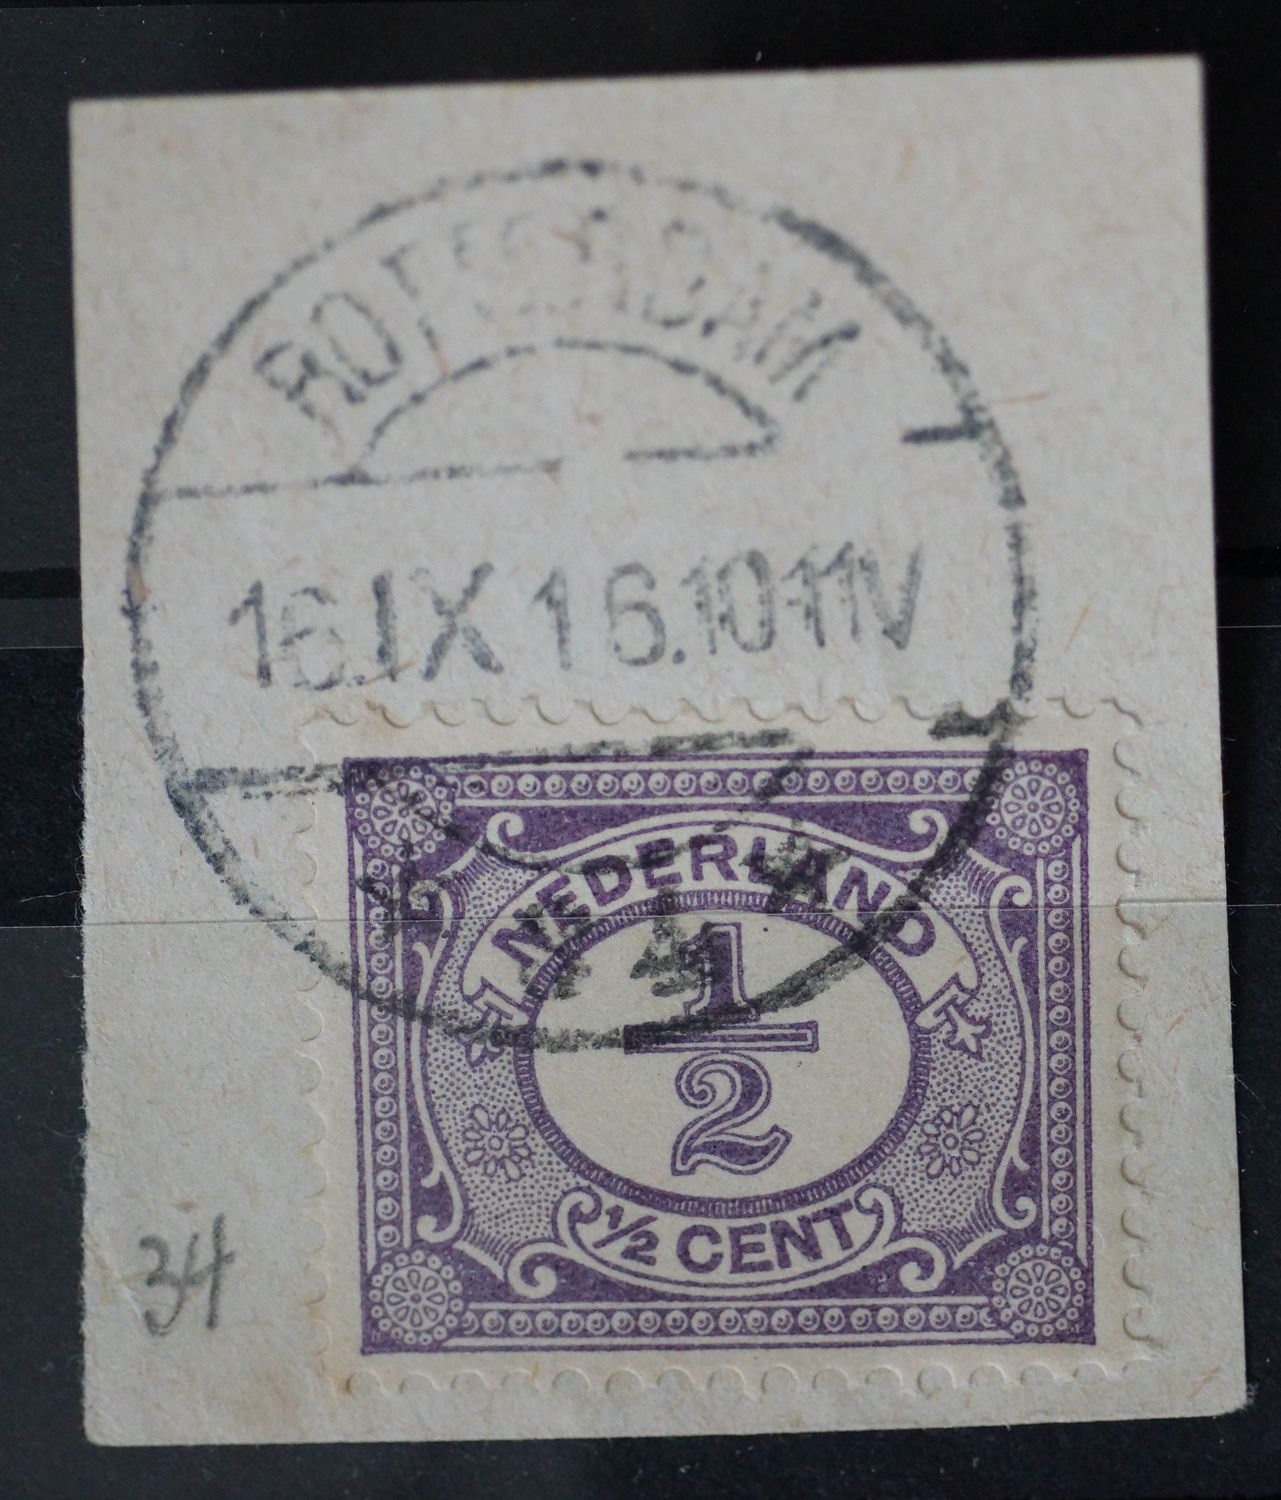 ROTTERDAM
16.IX 16.10-11V
NEDERLAND
1/2
½ CENT
34